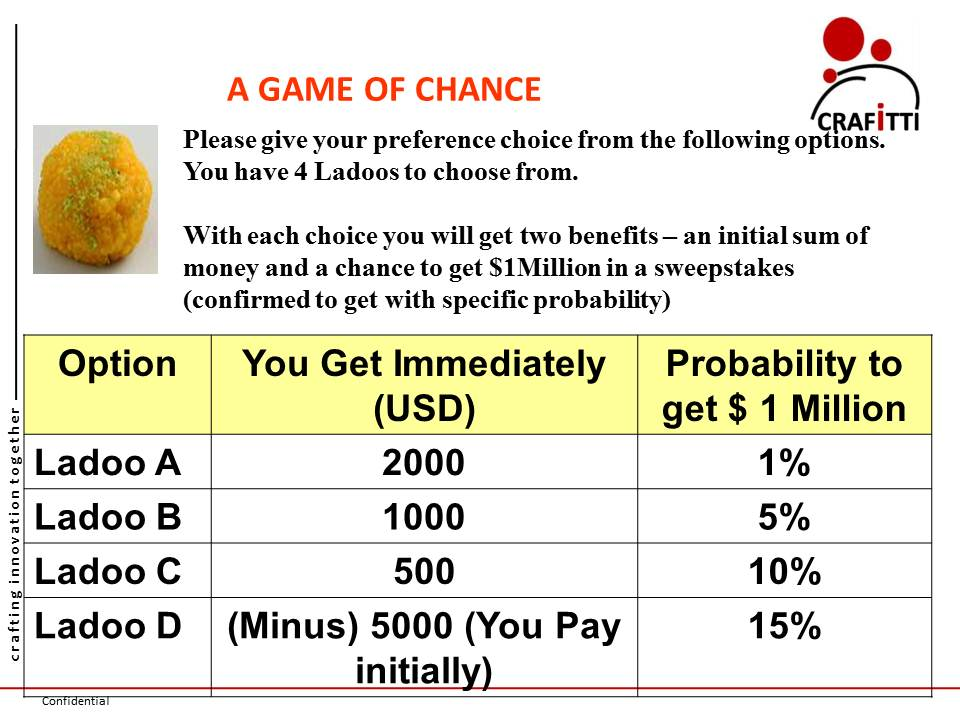 CRAFiTTI
A GAME OF CHANCE
Please give your preference choice from the following options.
You have 4 Ladoos to choose from.
With each choice you will get two benefits – an initial sum of
money and a chance to get $1Million in a sweepstakes
(confirmed to get with specific probability)
Option You Get Immediately (USD) Probability to get $ 1 Million
Ladoo A 2000 1%
Ladoo B 1000 5%
Ladoo C 500 10%
Ladoo D (Minus) 5000 (You Pay initially) 15%
crafting innovation together
Confidential